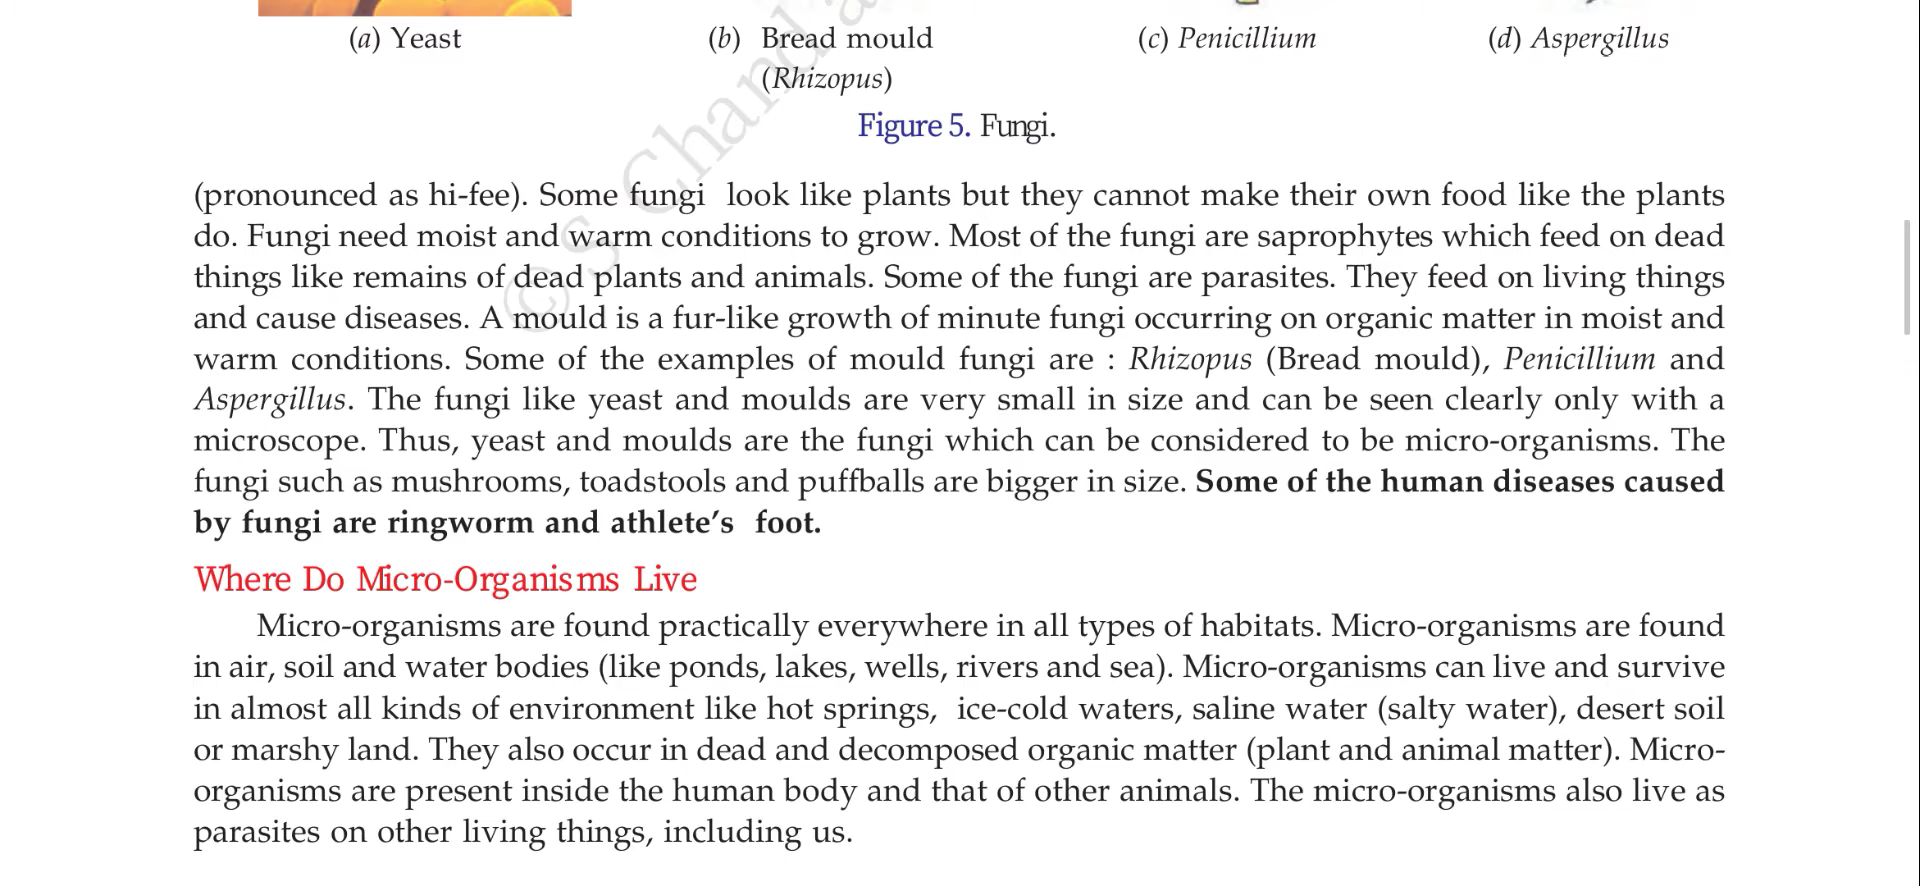 (a) Yeast (b) Bread mould (c) Penicillium (d) Aspergillus
(Rhizopus)
Figure 5. Fungi.
(pronounced as hi-fee). Some fungi look like plants but they cannot make their own food like the plants
do. Fungi need moist and warm conditions to grow. Most of the fungi are saprophytes which feed on dead
things like remains of dead plants and animals. Some of the fungi are parasites. They feed on living things
and cause diseases. A mould is a fur-like growth of minute fungi occurring on organic matter in moist and
warm conditions. Some of the examples of mould fungi are : Rhizopus (Bread mould), Penicillium and
Aspergillus. The fungi like yeast and moulds are very small in size and can be seen clearly only with a
microscope. Thus, yeast and moulds are the fungi which can be considered to be micro-organisms. The
fungi such as mushrooms, toadstools and puffballs are bigger in size. Some of the human diseases caused
by fungi are ringworm and athlete’s foot.
Where Do Micro-Organisms Live
Micro-organisms are found practically everywhere in all types of habitats. Micro-organisms are found
in air, soil and water bodies (like ponds, lakes, wells, rivers and sea). Micro-organisms can live and survive
in almost all kinds of environment like hot springs, ice-cold waters, saline water (salty water), desert soil
or marshy land. They also occur in dead and decomposed organic matter (plant and animal matter). Micro-
organisms are present inside the human body and that of other animals. The micro-organisms also live as
parasites on other living things, including us.
© S Chand